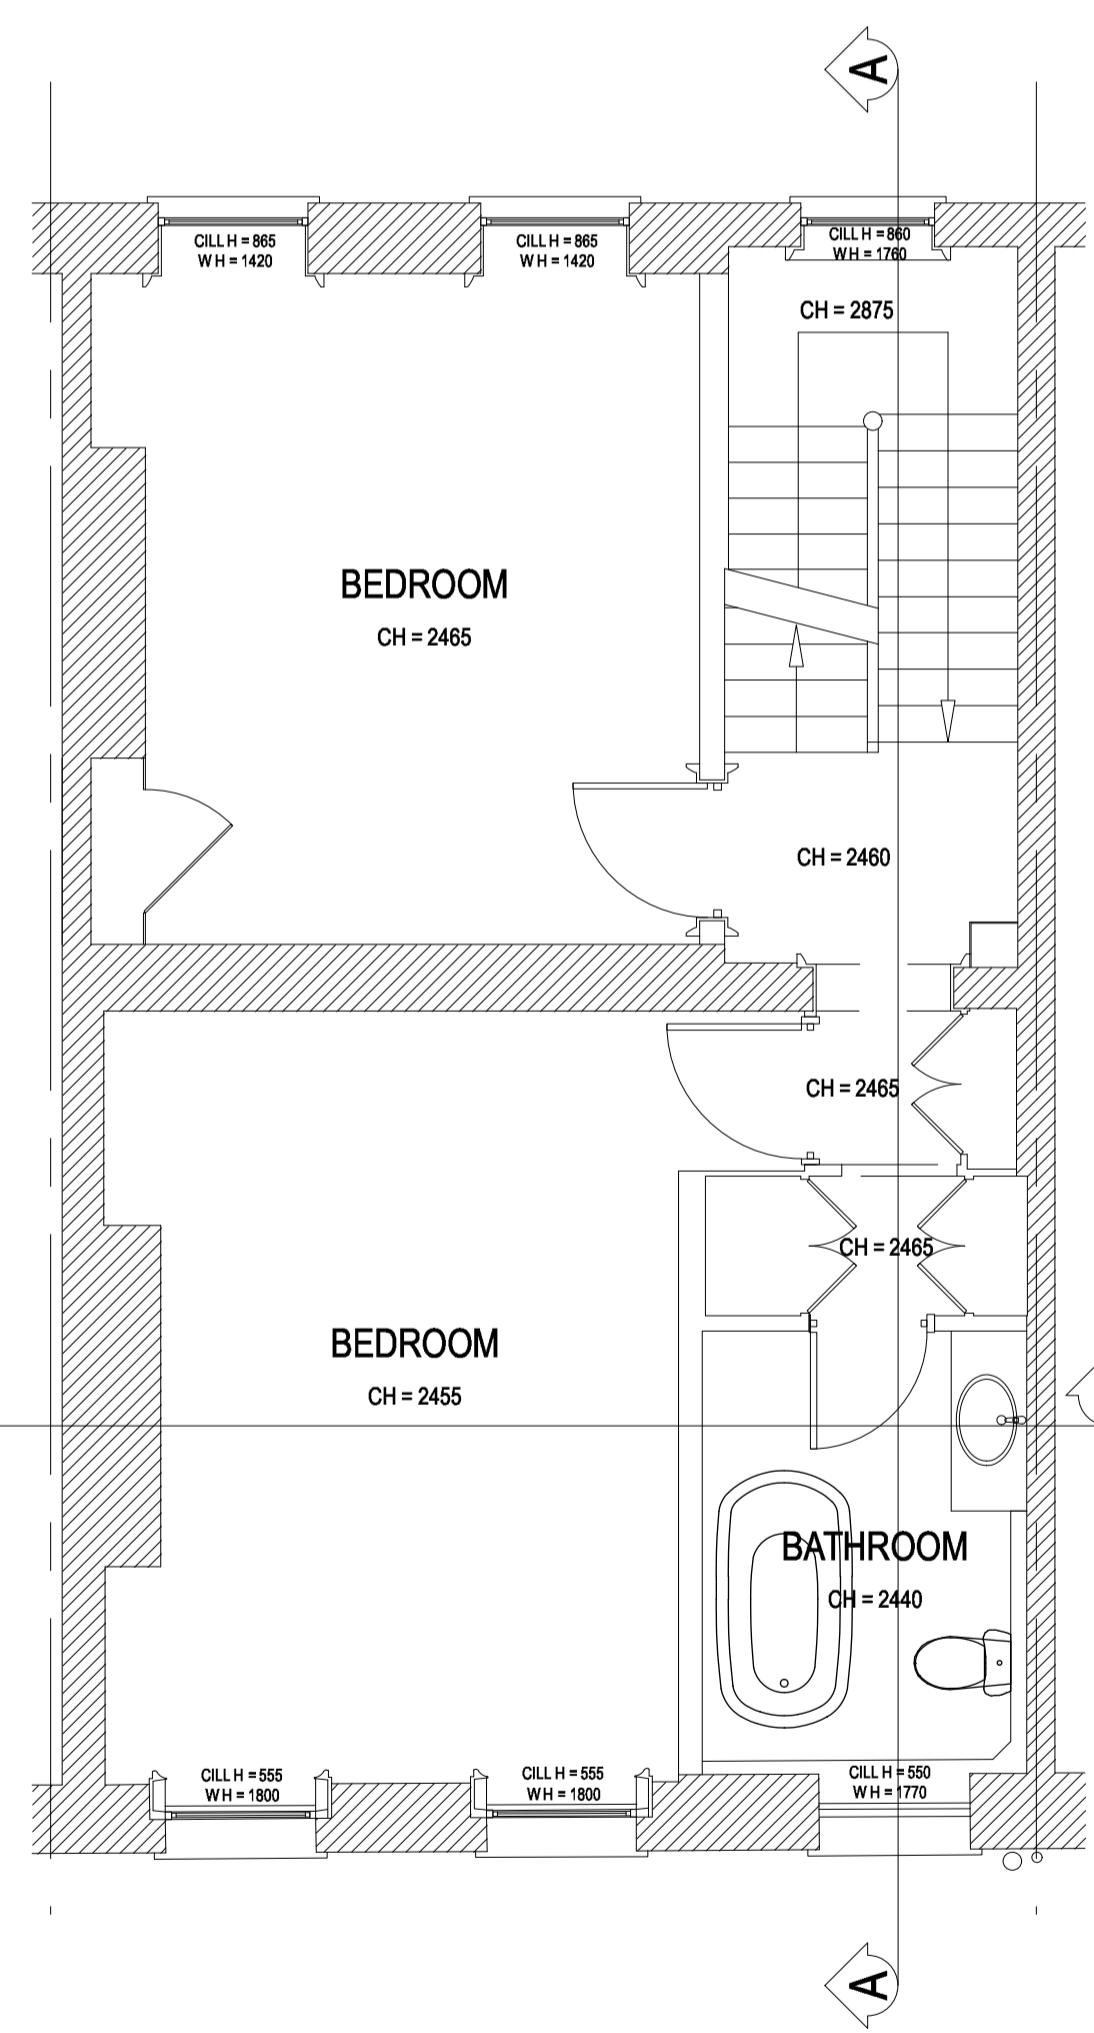 A
CILL H = 865
W H = 1420
CILL H = 865
W H = 1420
CILL H = 860
W H = 1760
CH = 2875
BEDROOM
CH = 2465
CH = 2460
CH = 2465
CH = 2465
BEDROOM
CH = 2455
BATHROOM
CH = 2440
CILL H = 555
W H = 1800
CILL H = 555
W H = 1800
CILL H = 550
W H = 1770
A